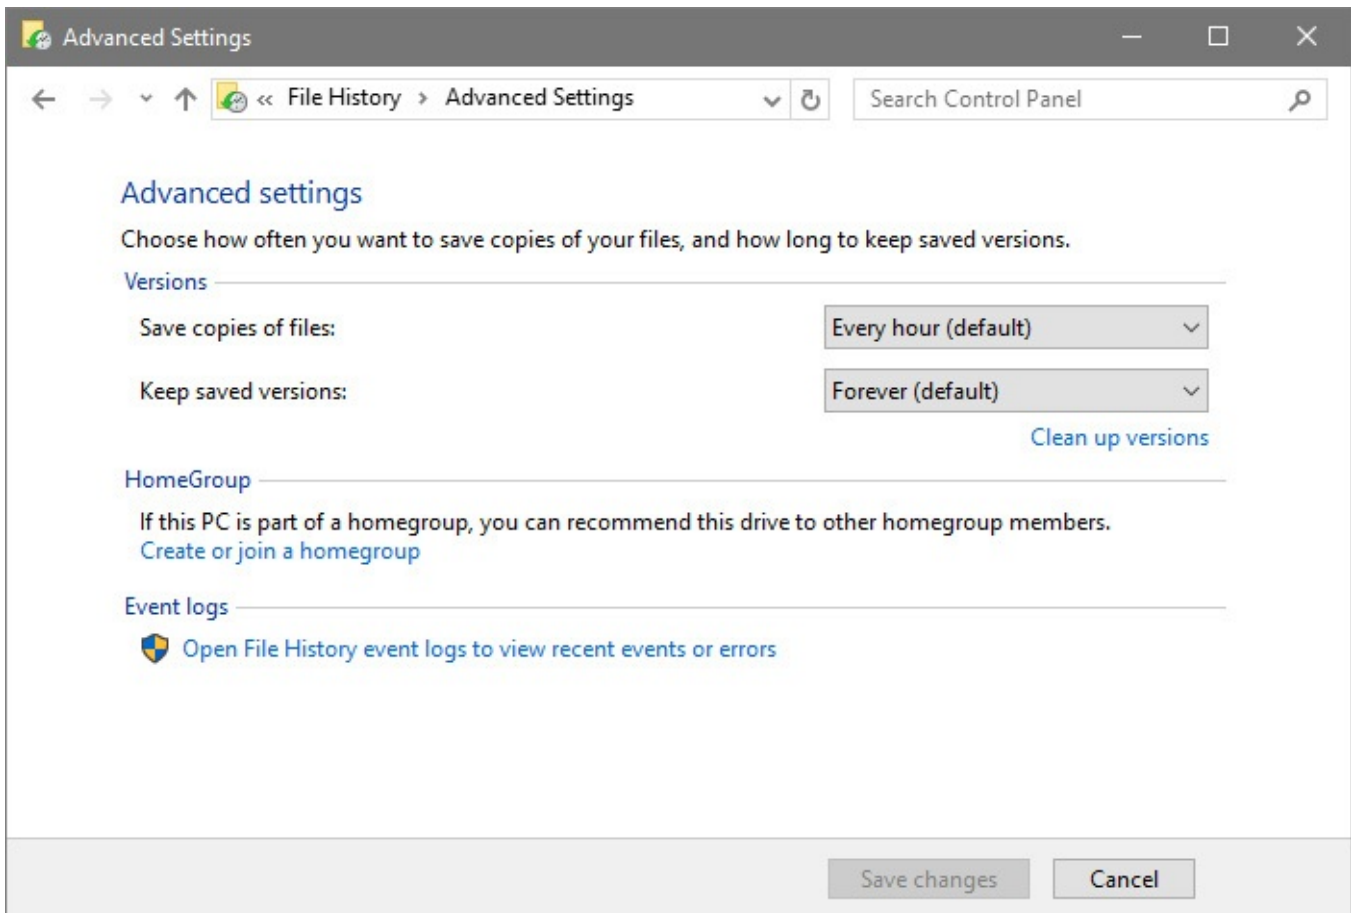 Advanced Settings
« File History > Advanced Settings
Search Control Panel
Advanced settings
Choose how often you want to save copies of your files, and how long to keep saved versions.
Versions
Save copies of files: Every hour (default)
Keep saved versions: Forever (default)
Clean up versions
HomeGroup
If this PC is part of a homegroup, you can recommend this drive to other homegroup members.
Create or join a homegroup
Event logs
Open File History event logs to view recent events or errors
Save changes Cancel